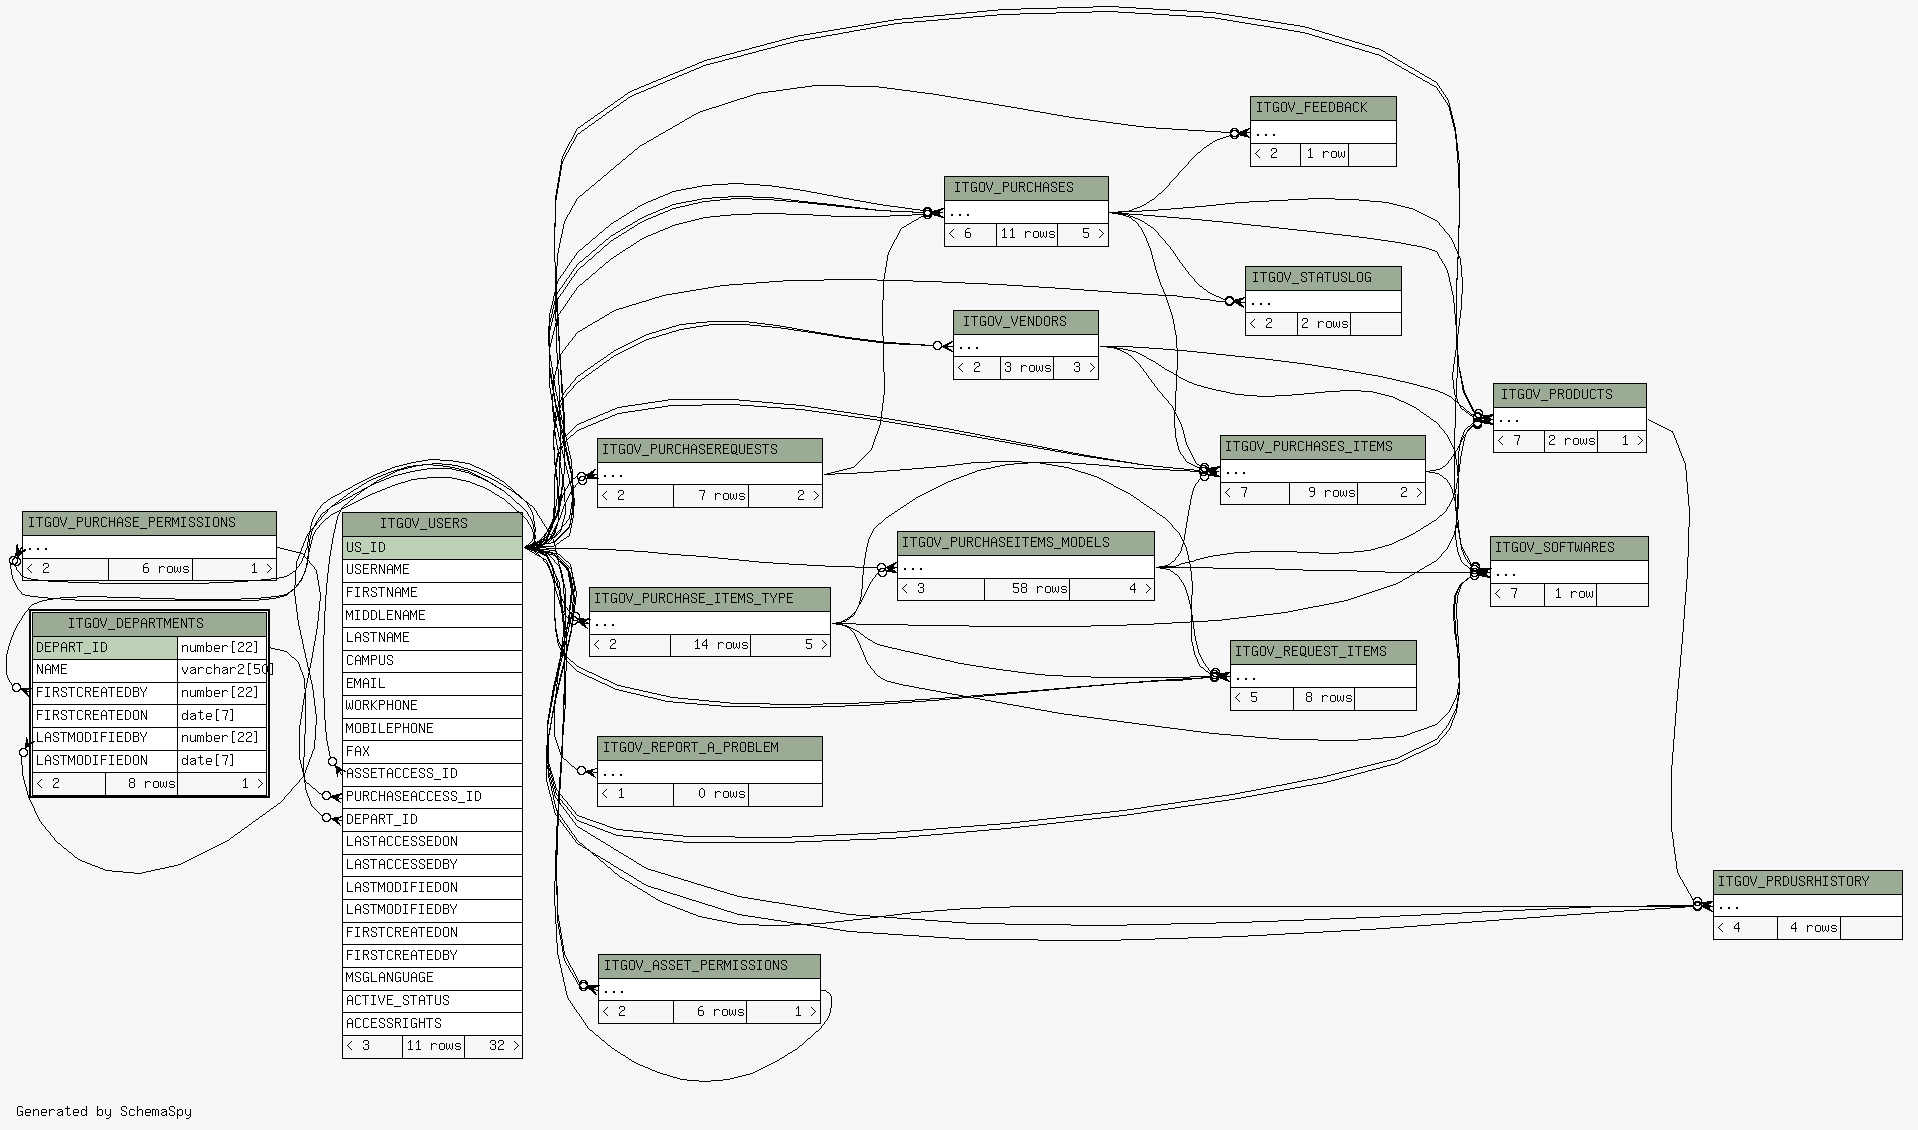 ITGOV_FEEDBACK
...
< 2 1 row
ITGOV_PURCHASES
...
< 6 11 rows 5 >
ITGOV_STATUSLOG
...
< 2 2 rows
ITGOV_VENDORS
...
< 2 3 rows 3 >
ITGOV_PRODUCTS
...
< 7 2 rows 1 >
ITGOV_PURCHASEREQUESTS
...
< 2 7 rows 2 >
ITGOV_PURCHASES_ITEMS
...
< 7 9 rows 2 >
ITGOV_PURCHASE_PERMISSIONS
...
< 2 6 rows 1 >
ITGOV_DEPARTMENTS
DEPART_ID number[22]
NAME varchar2[50]
FIRSTCREATEDBY number[22]
FIRSTCREATEDON date[7]
LASTMODIFIEDBY number[22]
LASTMODIFIEDON date[7]
< 2 8 rows 1 >
ITGOV_USERS
US_ID
USERNAME
FIRSTNAME
MIDDLENAME
LASTNAME
CAMPUS
EMAIL
WORKPHONE
MOBILEPHONE
FAX
ASSETACCESS_ID
PURCHASEACCESS_ID
DEPART_ID
LASTACCESSEDON
LASTACCESSEDBY
LASTMODIFIEDON
LASTMODIFIEDBY
FIRSTCREATEDON
FIRSTCREATEDBY
MSGLANGUAGE
ACTIVE_STATUS
ACCESSRIGHTS
< 3 11 rows 32 >
ITGOV_PURCHASEITEMS_MODELS
...
< 3 58 rows 4 >
ITGOV_SOFTWARES
...
< 7 1 row
ITGOV_PURCHASE_ITEMS_TYPE
...
< 2 14 rows 5 >
ITGOV_REQUEST_ITEMS
...
< 5 8 rows
ITGOV_REPORT_A_PROBLEM
...
< 1 0 rows
ITGOV_PRDUSRHISTORY
...
< 4 4 rows
ITGOV_ASSET_PERMISSIONS
...
< 2 6 rows 1 >
Generated by SchemaSpy